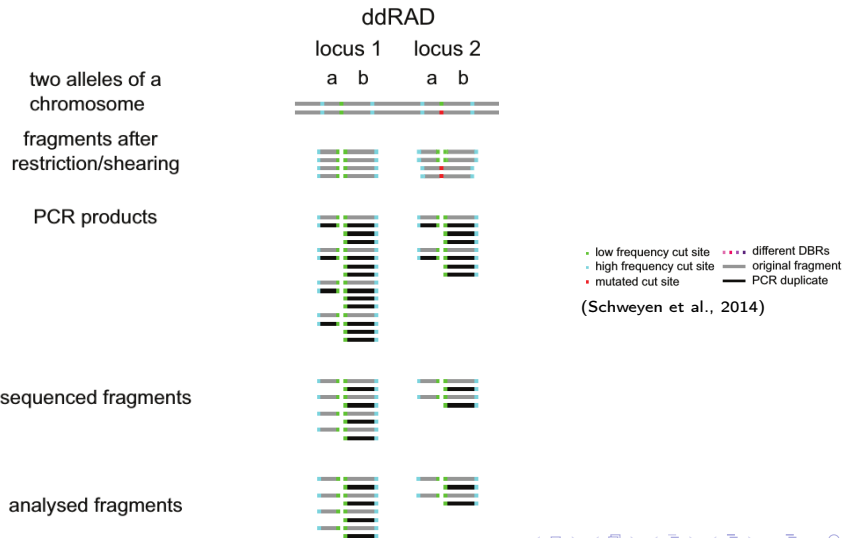 ddRAD
locus 1 locus 2
a b a b
two alleles of a
chromosome
fragments after
restriction/shearing
PCR products
low frequency cut site
high frequency cut site
mutated cut site
different DBRs
original fragment
PCR duplicate
(Schweyen et al., 2014)
sequenced fragments
analysed fragments